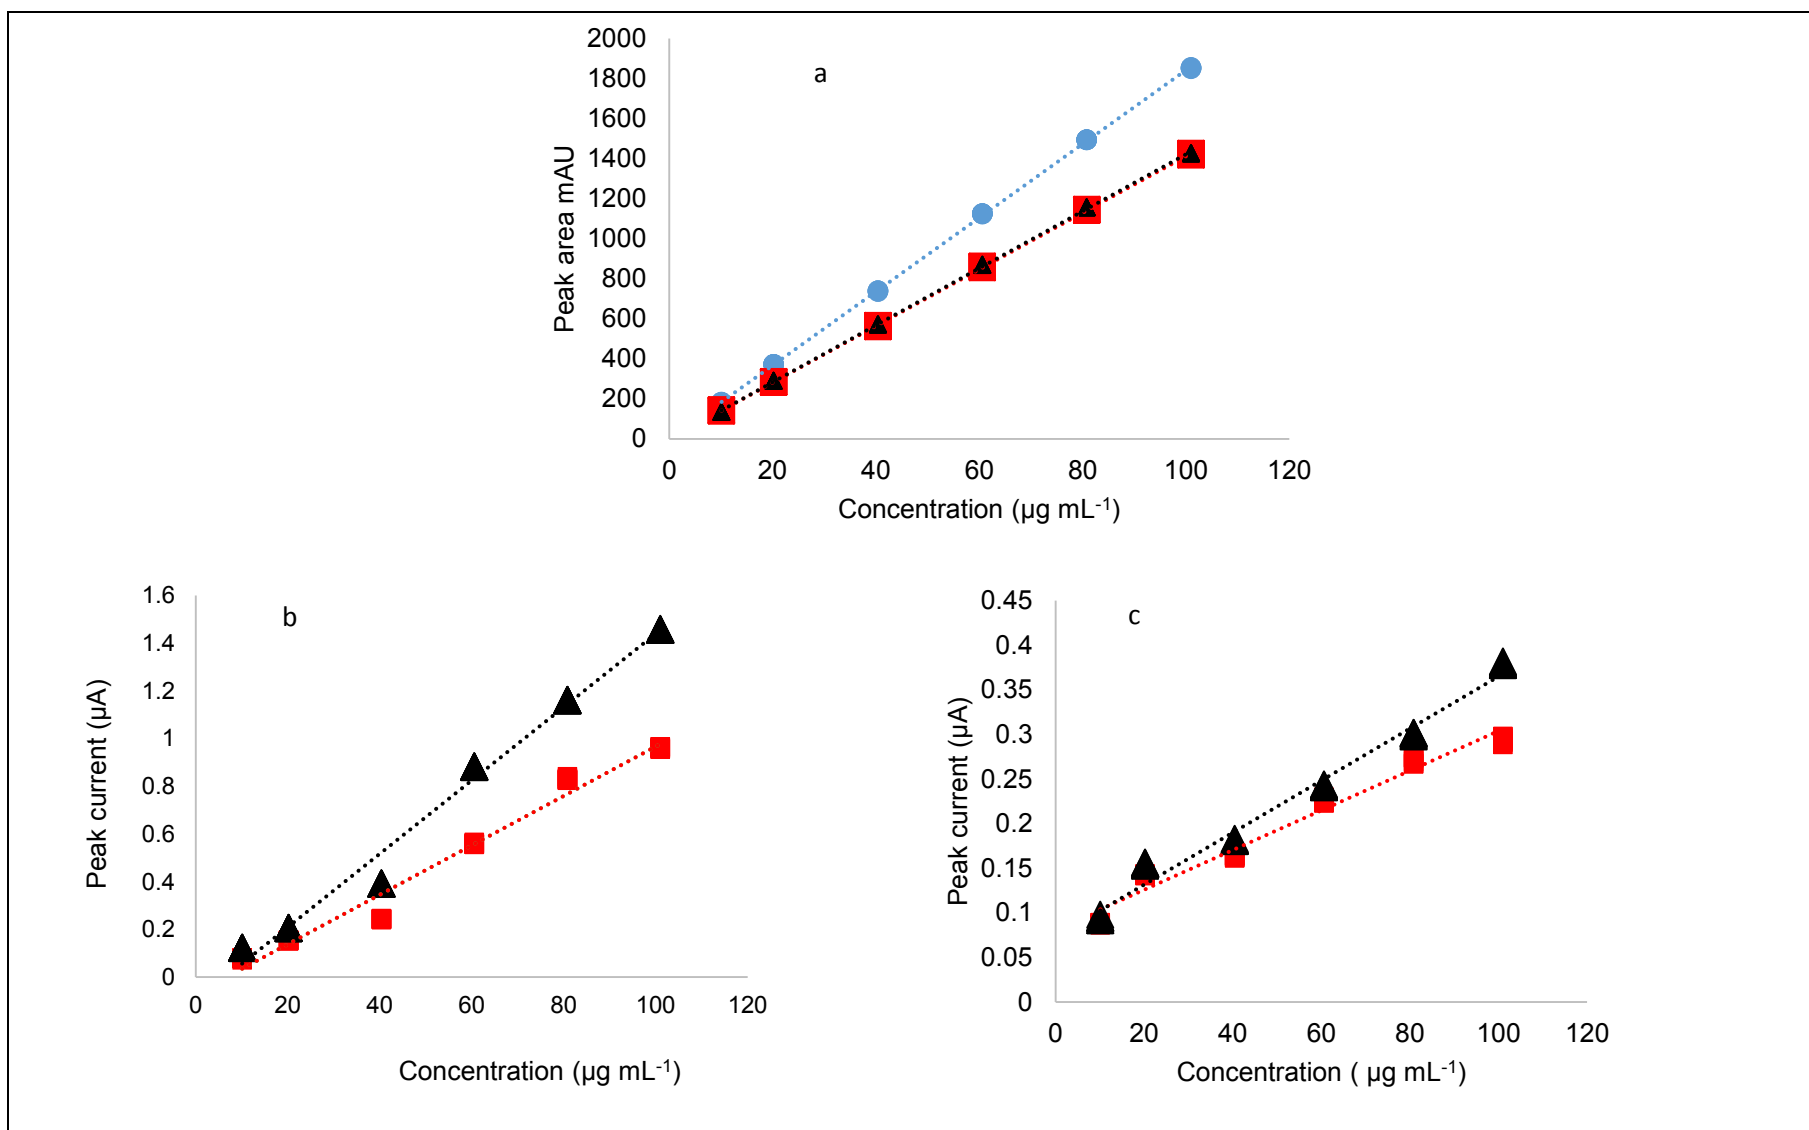 a
Peak area mAU
2000
1800
1600
1400
1200
1000
800
600
400
200
0
0 20 40 60 80 100 120
Concentration (µg mL-1)
b
Peak current (µA)
1.6
1.4
1.2
1
0.8
0.6
0.4
0.2
0
0 20 40 60 80 100 120
Concentration (µg mL-1)
c
Peak current (µA)
0.45
0.4
0.35
0.3
0.25
0.2
0.15
0.1
0.05
0
0 20 40 60 80 100 120
Concentration ( µg mL-1)